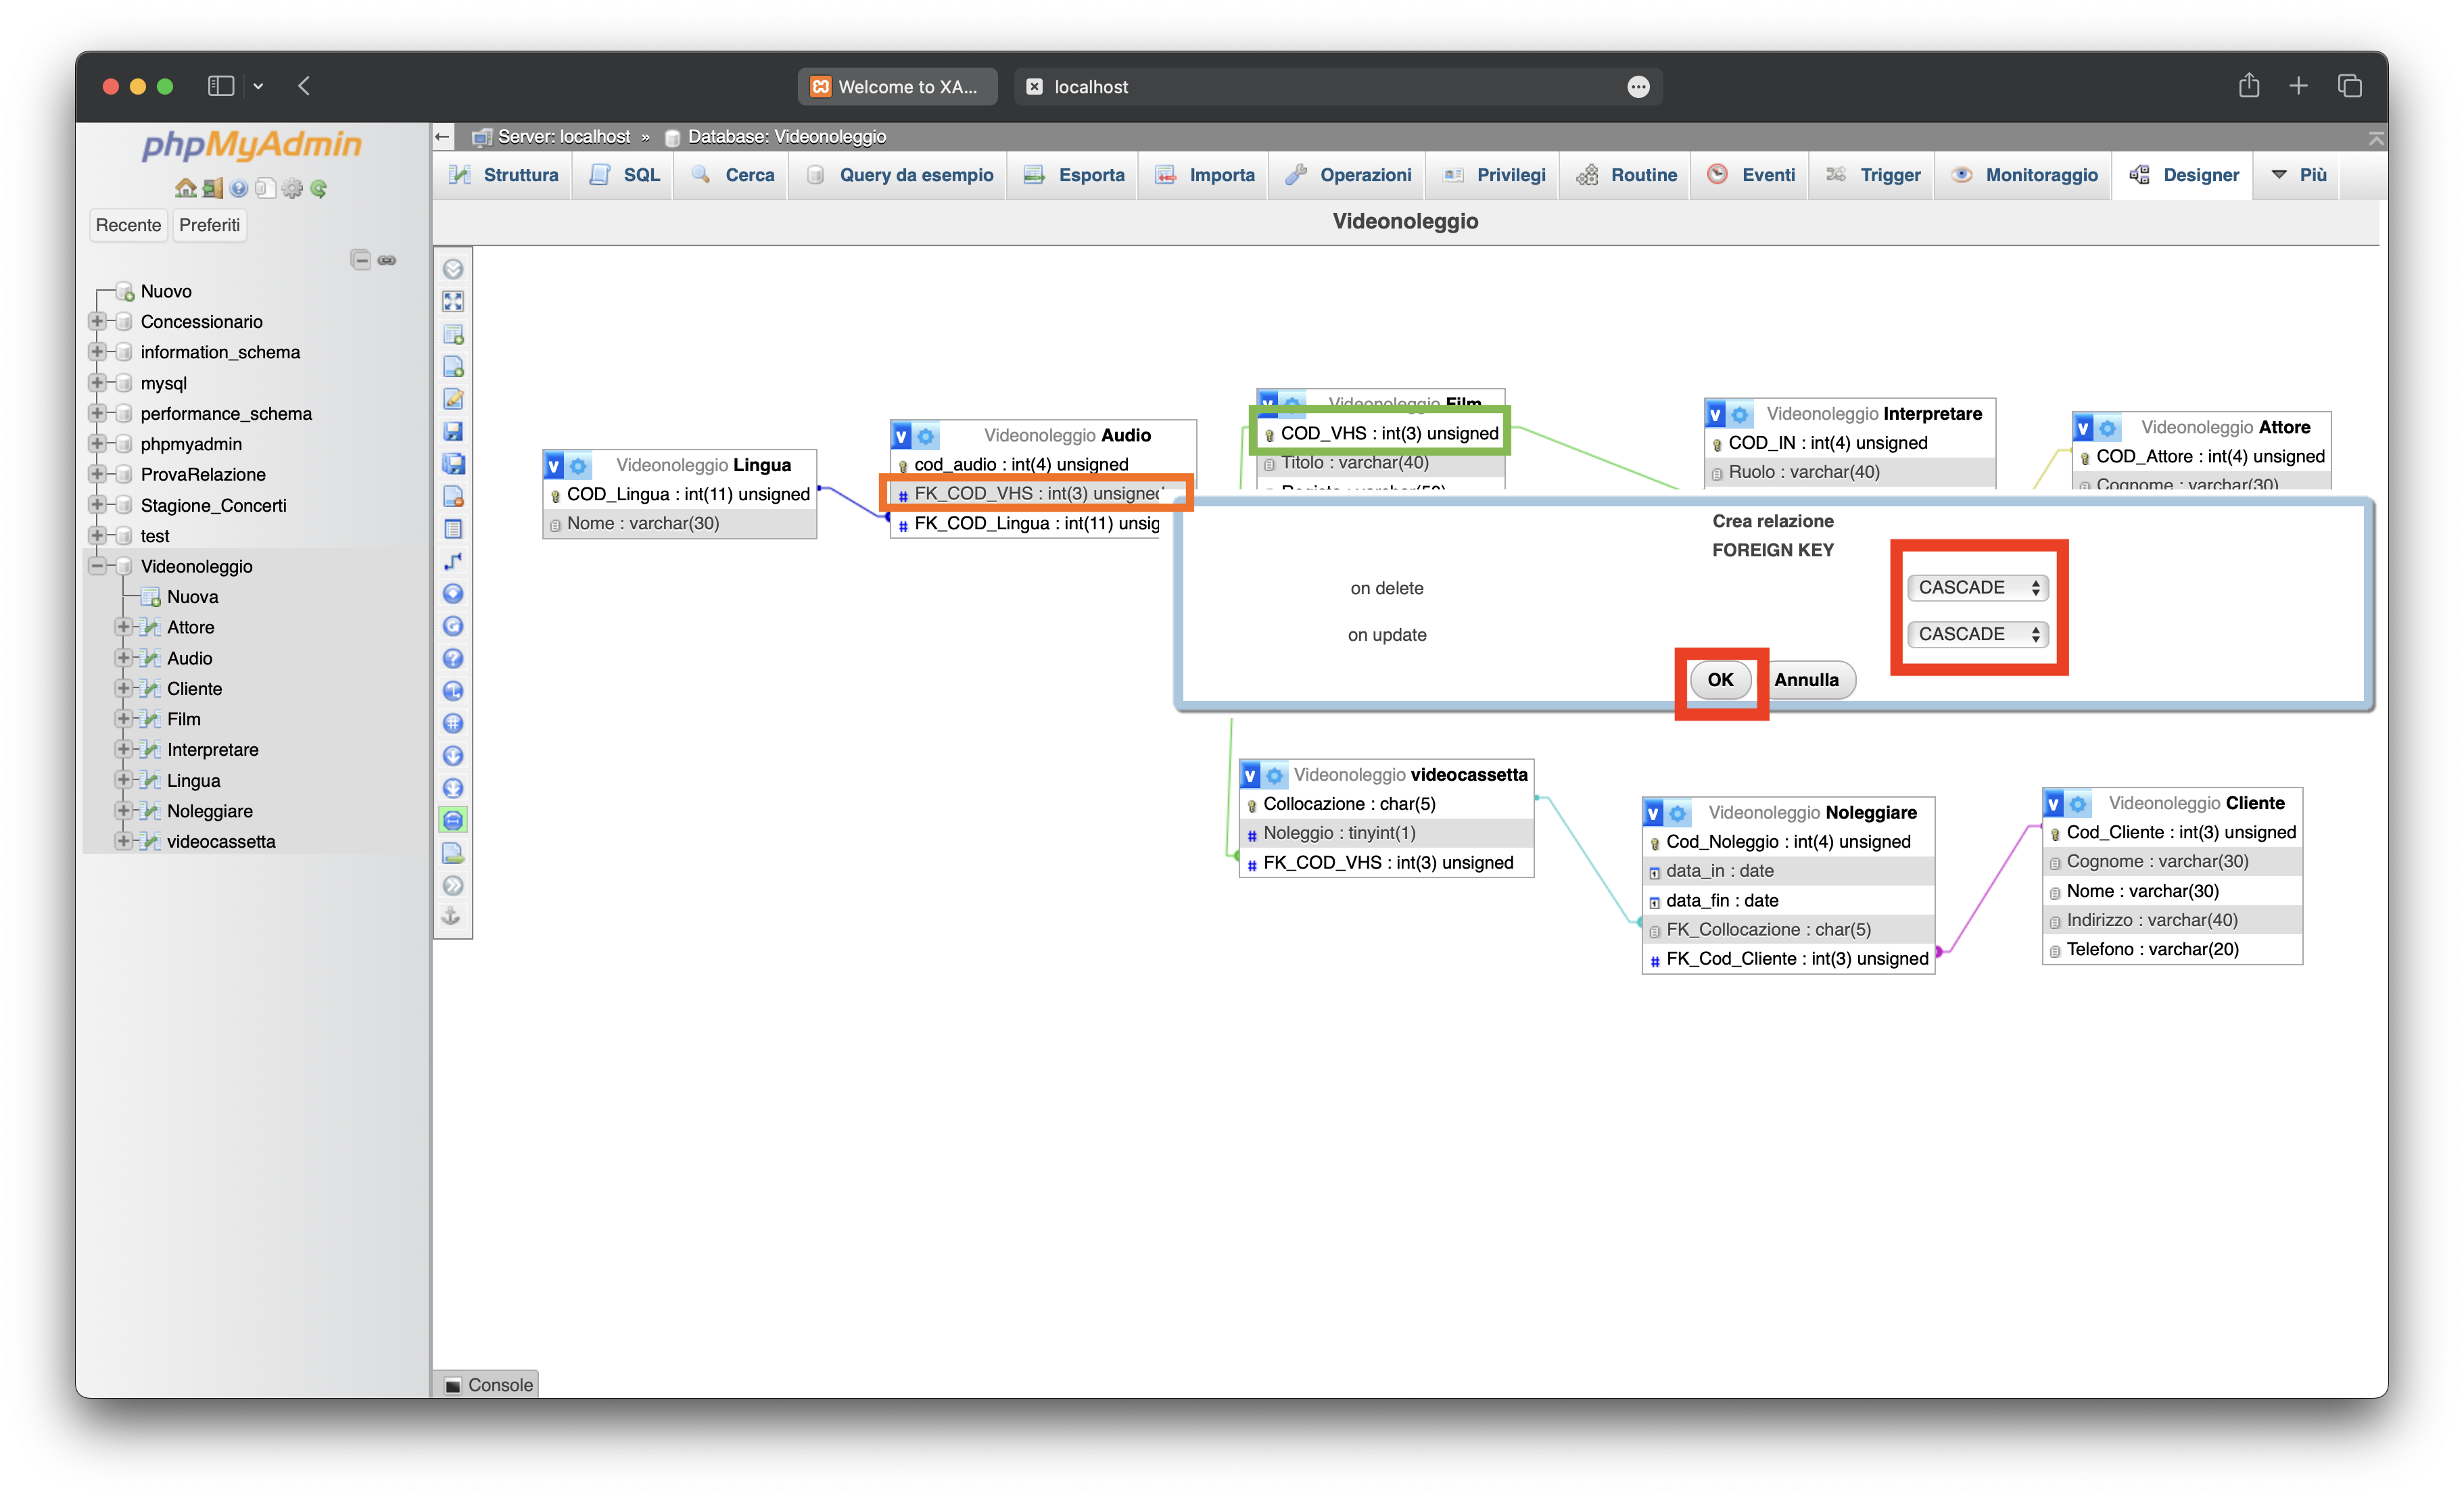 Welcome to XA...
localhost
phpMyAdmin
Recente
Preferiti
Nuovo
Concessionario
information_schema
mysql
performance_schema
phpmyadmin
ProvaRelazione
Stagione_Concerti
test
Videonoleggio
Nuova
Attore
Audio
Cliente
Film
Interpretare
Lingua
Noleggiare
videocassetta
Server: localhost » Database: Videonoleggio
Struttura
SQL
Cerca
Query da esempio
Esporta
Importa
Operazioni
Privilegi
Routine
Eventi
Trigger
Monitoraggio
Designer
Più
Videonoleggio
v Videonoleggio Lingua
COD_Lingua : int(11) unsigned
Nome : varchar(30)
v Videonoleggio Audio
cod_audio : int(4) unsigned
# FK_COD_VHS : int(3) unsigned
# FK_COD_Lingua : int(11) unsig
v Videonoleggio Film
COD_VHS : int(3) unsigned
Titolo : varchar(40)
Regista : varchar(50)
v Videonoleggio Interpretare
COD_IN : int(4) unsigned
Ruolo : varchar(40)
v Videonoleggio Attore
COD_Attore : int(4) unsigned
Cognome : varchar(30)
Crea relazione
FOREIGN KEY
on delete
CASCADE
on update
CASCADE
OK
Annulla
v Videonoleggio videocassetta
Collocazione : char(5)
# Noleggio : tinyint(1)
# FK_COD_VHS : int(3) unsigned
v Videonoleggio Noleggiare
Cod_Noleggio : int(4) unsigned
data_in : date
data_fin : date
FK_Collocazione : char(5)
# FK_Cod_Cliente : int(3) unsigned
v Videonoleggio Cliente
Cod_Cliente : int(3) unsigned
Cognome : varchar(30)
Nome : varchar(30)
Indirizzo : varchar(40)
Telefono : varchar(20)
Console